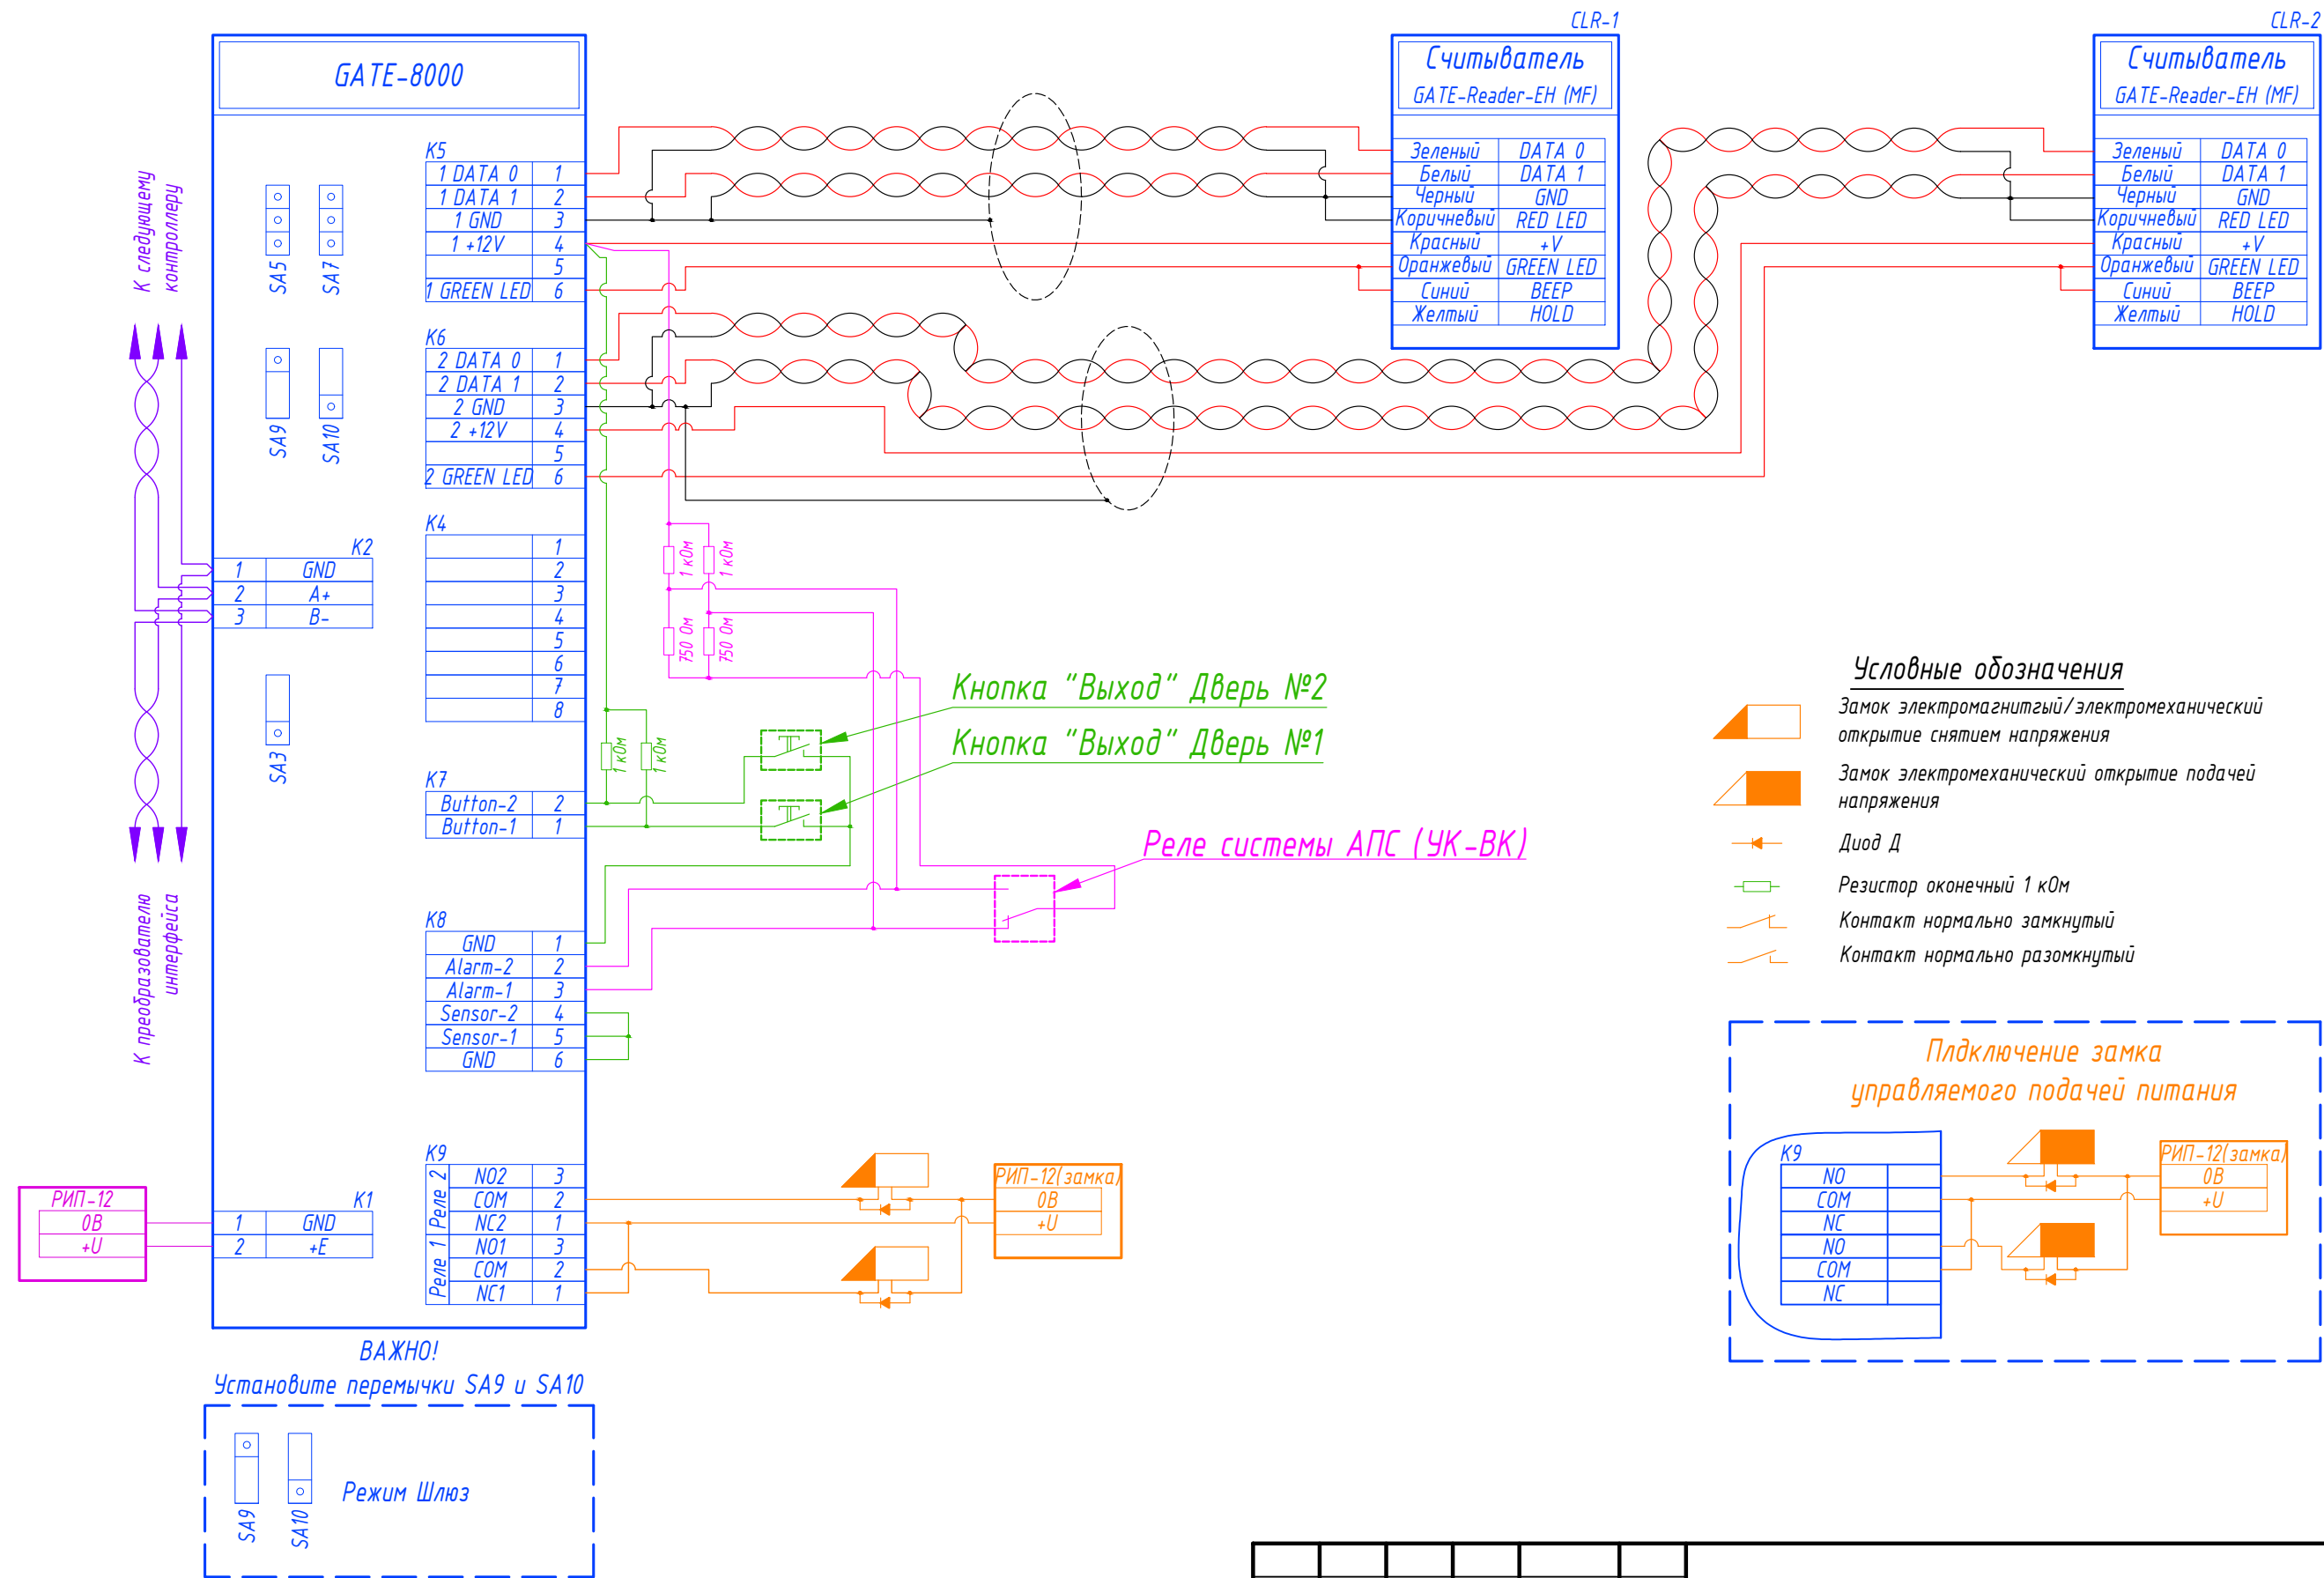 CLR-1
CLR-2
GATE-8000
Считыватель
GATE-Reader-EH (MF)
Зеленый DATA 0
Белый DATA 1
Черный GND
Коричневый RED LED
Красный +V
Оранжевый GREEN LED
Синий BEEP
Желтый HOLD
Считыватель
GATE-Reader-EH (MF)
Зеленый DATA 0
Белый DATA 1
Черный GND
Коричневый RED LED
Красный +V
Оранжевый GREEN LED
Синий BEEP
Желтый HOLD
К следующему
контроллеру
SA5
SA7
SA9
SA10
SA3
K5
1 DATA 0 1
1 DATA 1 2
1 GND 3
1 +12V 4
5
1 GREEN LED 6
K6
2 DATA 0 1
2 DATA 1 2
2 GND 3
2 +12V 4
5
2 GREEN LED 6
K4
1
2
3
4
5
6
7
8
K2
1 GND
2 A+
3 B-
1 кОм
1 кОм
750 Ом
750 Ом
1 кОм
1 кОм
Кнопка "Выход" Дверь №2
Кнопка "Выход" Дверь №1
Реле системы АПС (УК-ВК)
K7
Button-2 2
Button-1 1
K8
GND 1
Alarm-2 2
Alarm-1 3
Sensor-2 4
Sensor-1 5
GND 6
К преобразователю
интерфейса
Условные обозначения
Замок электромагнитгый/электромеханический
открытие снятием напряжения
Замок электромеханический открытие подачей
напряжения
Диод Д
Резистор оконечный 1 кОм
Контакт нормально замкнутый
Контакт нормально разомкнутый
РИП-12
0В
+U
K1
1 GND
2 +E
K9
Реле 2
NO2 3
COM 2
NC2 1
Реле 1
NO1 3
COM 2
NC1 1
РИП-12(замка)
0В
+U
Плдключение замка
управляемого подачей питания
K9
NO
COM
NC
NO
COM
NC
РИП-12(замка)
0В
+U
ВАЖНО!
Установите перемычки SA9 и SA10
SA9
SA10
Режим Шлюз